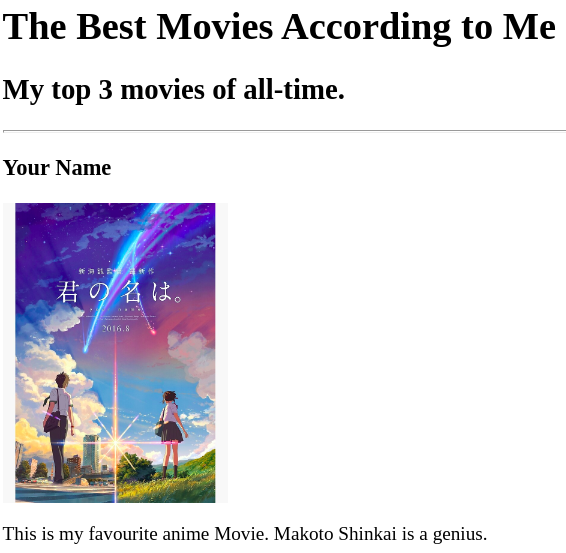 The Best Movies According to Me
My top 3 movies of all-time.
Your Name
新海誠監督 最新作
君の名は。
2016.8
This is my favourite anime Movie. Makoto Shinkai is a genius.